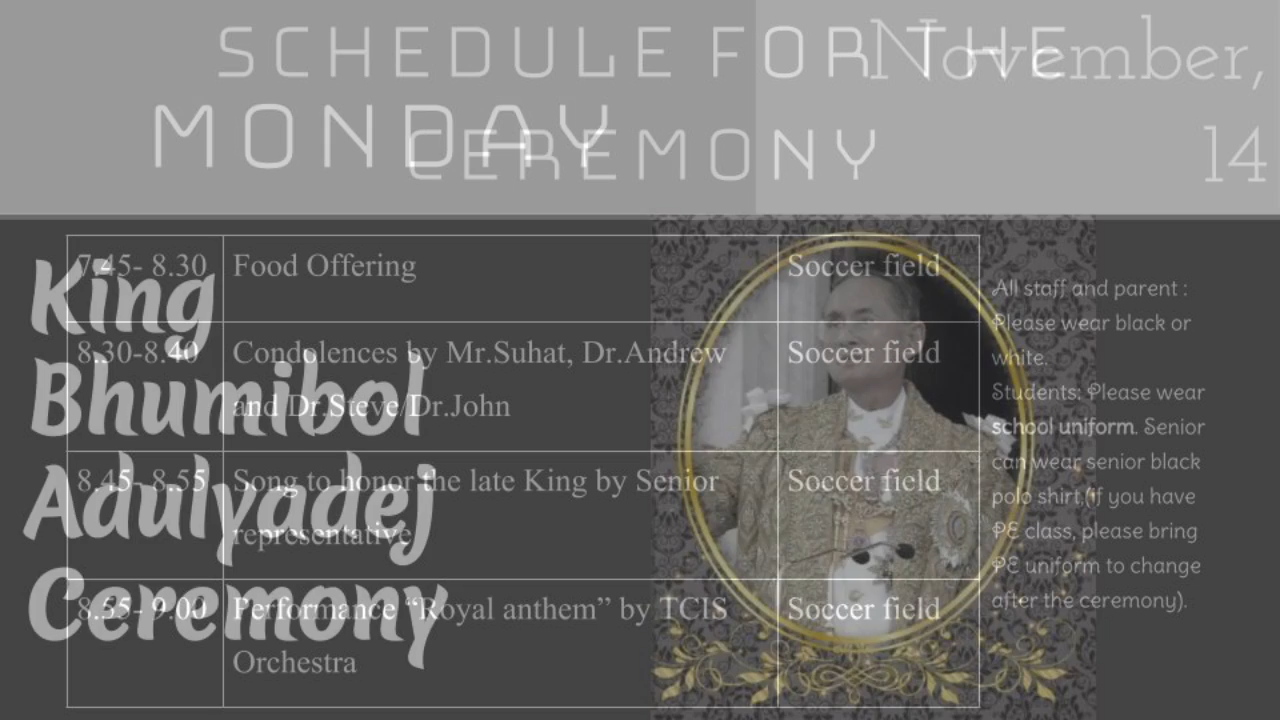 SCHEDULE FOR THE
CEREMONY
MONDAY
November,
14
King
Bhumibol
Adulyadej
Ceremony
7.45- 8.30 Food Offering Soccer field
8.30-8.40 Condolences by Mr.Suhat, Dr.Andrew Soccer field
and Dr.Steve/Dr.John
8.45- 8.55 Song to honor the late King by Senior Soccer field
representative
8.55- 9.00 Performance “Royal anthem” by TCIS Soccer field
Orchestra
All staff and parent :
Please wear black or
white.
Students: Please wear
school uniform. Senior
can wear senior black
polo shirt,(if you have
PE class, please bring
PE uniform to change
after the ceremony).